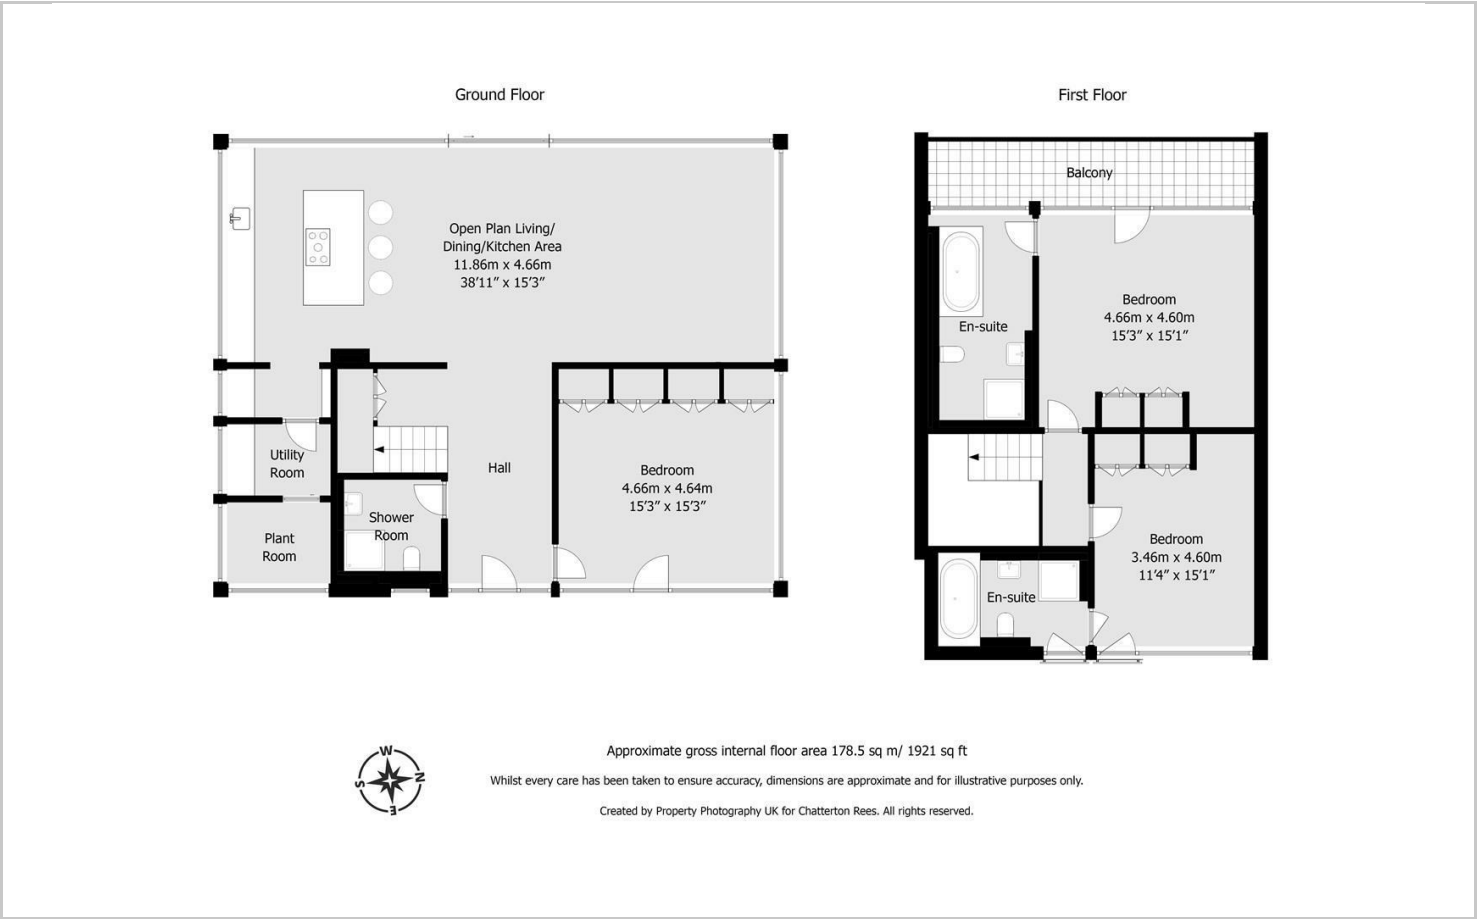 Ground Floor
First Floor
Balcony
Open Plan Living/
Dining/Kitchen Area
11.86m x 4.66m
38'11" x 15'3"
Bedroom
4.66m x 4.60m
15'3" x 15'1"
En-suite
Utility
Room
Hall
Bedroom
4.66m x 4.64m
15'3" x 15'3"
Shower
Room
Plant
Room
Bedroom
3.46m x 4.60m
11'4" x 15'1"
En-suite
W
N
S
E
Approximate gross internal floor area 178.5 sq m/ 1921 sq ft
Whilst every care has been taken to ensure accuracy, dimensions are approximate and for illustrative purposes only.
Created by Property Photography UK for Chatterton Rees. All rights reserved.